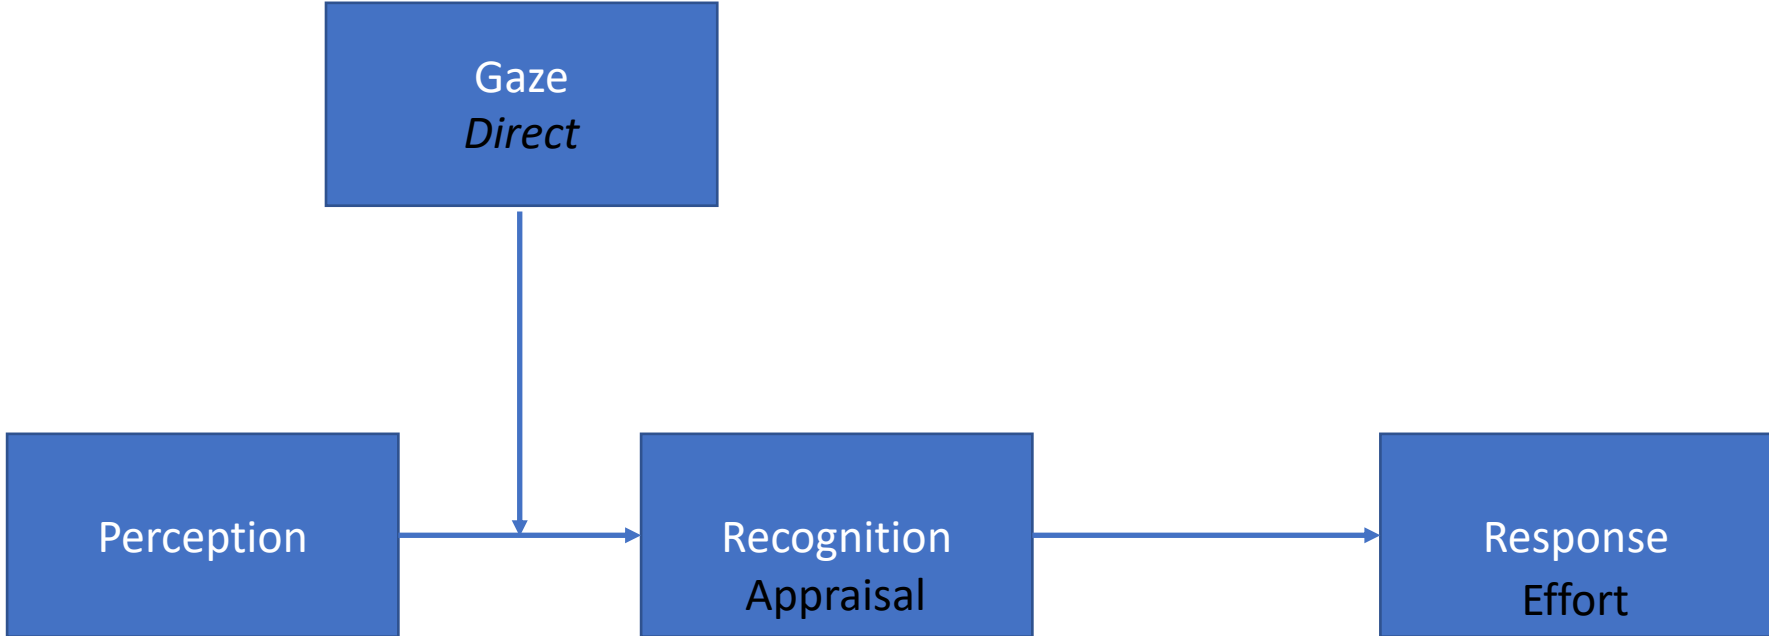 Gaze
Direct
Perception
Recognition
Appraisal
Response
Effort